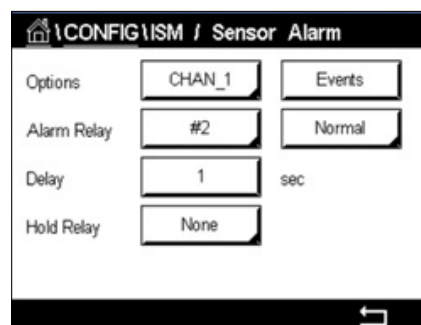 \CONFIG\ISM / Sensor Alarm
Options CHAN_1 Events
Alarm Relay #2 Normal
Delay 1 sec
Hold Relay None